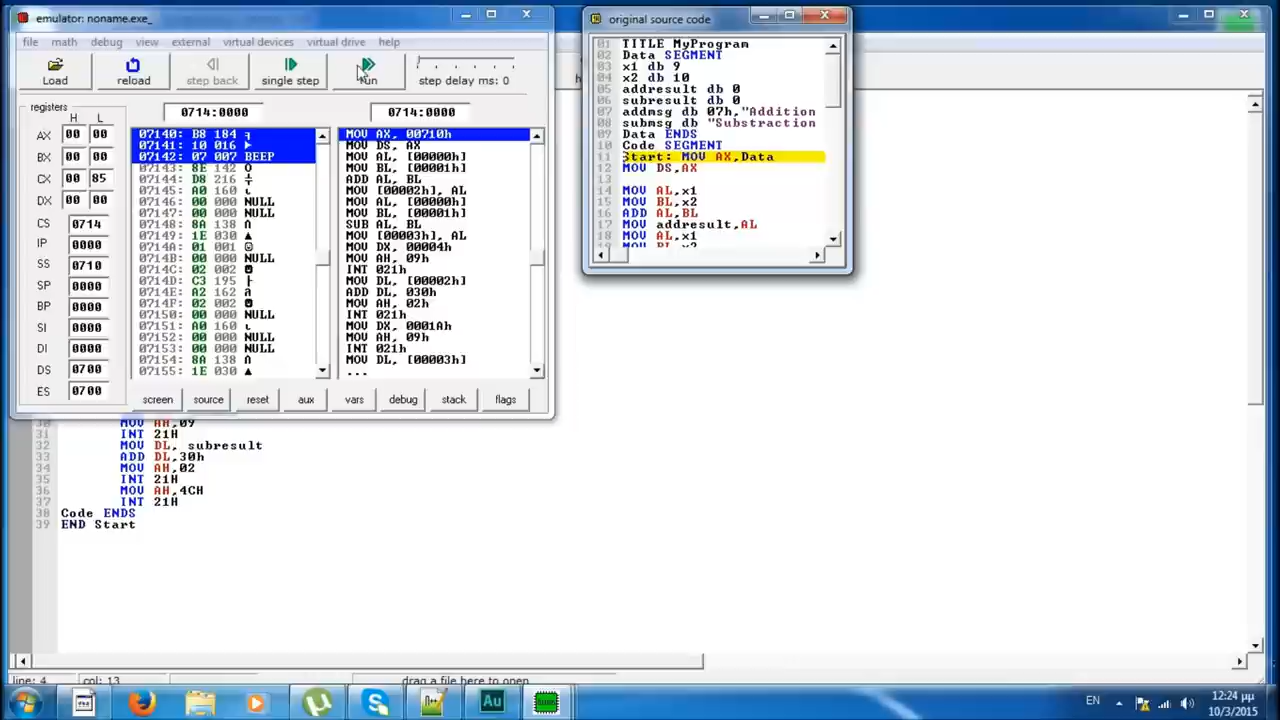 emulator: noname.exe_
file math debug view external virtual devices virtual drive help
Load reload step back single step run step delay ms: 0
registers
H L
0714:0000 0714:0000
AX 00 00
BX 00 00
CX 00 85
DX 00 00
CS 0714
IP 0000
SS 0710
SP 0000
BP 0000
SI 0000
DI 0000
DS 0700
ES 0700
07140: B8 184
07141: 10 016
07142: 07 007 BEEP
07143: 8E 142
07144: D8 216
07145: A0 160
07146: 00 000 NULL
07147: 00 000 NULL
07148: 8A 138
07149: 1E 030
0714A: 01 001
0714B: 00 000 NULL
0714C: 02 002
0714D: C3 195
0714E: A2 162
0714F: 02 002
07150: 00 000 NULL
07151: A0 160
07152: 00 000 NULL
07153: 00 000 NULL
07154: 8A 138
07155: 1E 030
MOV AX, 00710h
MOV DS, AX
MOV AL, [00000h]
MOV BL, [00001h]
ADD AL, BL
MOV [00002h], AL
MOV AL, [00000h]
MOV BL, [00001h]
SUB AL, BL
MOV [00003h], AL
MOV DX, 00004h
MOV AH, 09h
INT 021h
MOV DL, [00002h]
ADD DL, 030h
MOV AH, 02h
INT 021h
MOV DX, 0001Ah
MOV AH, 09h
INT 021h
MOV DL, [00003h]
...
screen source reset aux vars debug stack flags
original source code
01 TITLE MyProgram
02 Data SEGMENT
03 x1 db 9
04 x2 db 10
05 addresult db 0
06 subresult db 0
07 addmsg db 07h,"Addition
08 submsg db "Substraction
09 Data ENDS
10 Code SEGMENT
11 Start: MOV AX,Data
12 MOV DS,AX
14 MOV AL,x1
15 MOV BL,x2
16 ADD AL,BL
17 MOV addresult,AL
18 MOV AL,x1
MOV BL,x2
30 MOV AH,09
31 INT 21H
32 MOV DL, subresult
33 ADD DL,30h
34 MOV AH,02
35 INT 21H
36 MOV AH,4CH
37 INT 21H
38 Code ENDS
39 END Start
line: 4 col: 13 drag a file here to open
Au
EN
12:24 μμ
10/3/2015